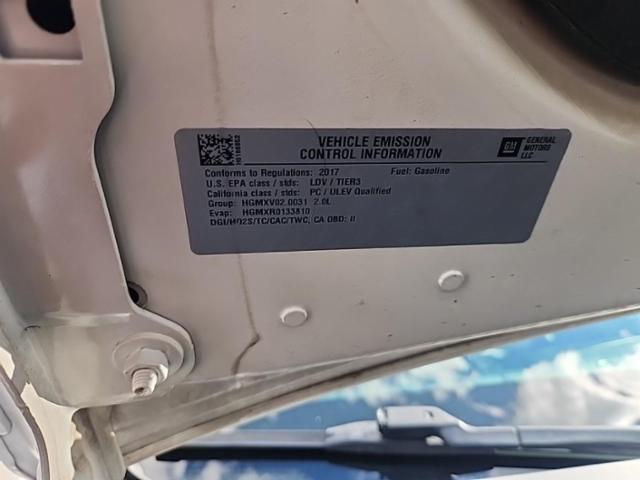 VEHICLE EMISSION
CONTROL INFORMATION
GM
GENERAL
MOTORS
LLC
Conforms to Regulations: 2017 Fuel: Gasoline
U.S. EPA class / stds: LDV / TIER3
California class / stds: PC / ULEV Qualified
Group: HGMXV02.0031 2.0L
Evap: HGMXR0133810
DGI/HO2S/TC/CAC/TWC, CA OBD: II